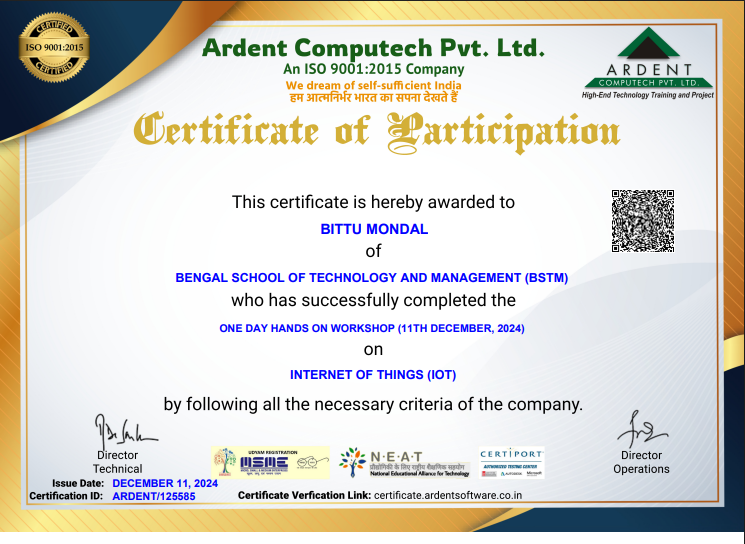 CERTIFIED
ISO 9001:2015
CERTIFIED
Ardent Computech Pvt. Ltd.
An ISO 9001:2015 Company
We dream of self-sufficient India
हम आत्मनिर्भर भारत का सपना देखते हैं
ARDENT
COMPUTECH PVT. LTD.
High-End Technology Training and Project
Certificate of Participation
This certificate is hereby awarded to
BITTU MONDAL
of
BENGAL SCHOOL OF TECHNOLOGY AND MANAGEMENT (BSTM)
who has successfully completed the
ONE DAY HANDS ON WORKSHOP (11TH DECEMBER, 2024)
on
INTERNET OF THINGS (IOT)
by following all the necessary criteria of the company.
Director
Technical
UDYAM REGISTRATION
MSME
N·E·A·T
प्रौद्योगिकी के लिए राष्ट्रीय शैक्षणिक सहयोग
National Educational Alliance for Technology
CERTIPORT
AUTHORIZED TESTING CENTER
Director
Operations
Issue Date: DECEMBER 11, 2024
Certification ID: ARDENT/125585
Certificate Verfication Link: certificate.ardentsoftware.co.in